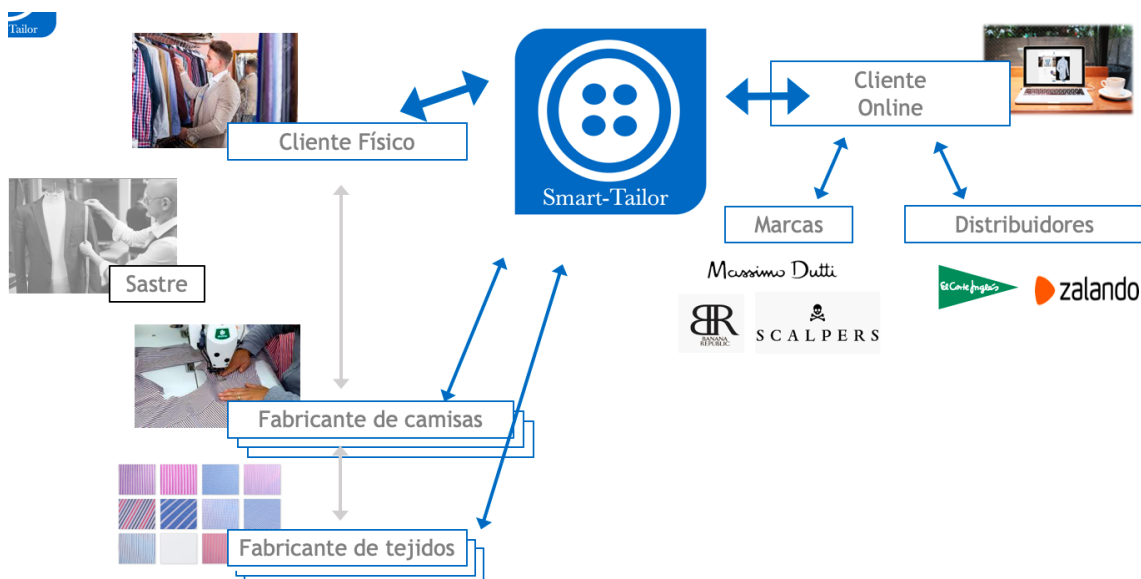 Tailor
Cliente Físico
Smart-Tailor
Cliente
Online
Marcas
Distribuidores
Sastre
Massimo Dutti
BR
BANANA
REPUBLIC
SCALPERS
El Corte Inglés
zalando
Fabricante de camisas
Fabricante de tejidos